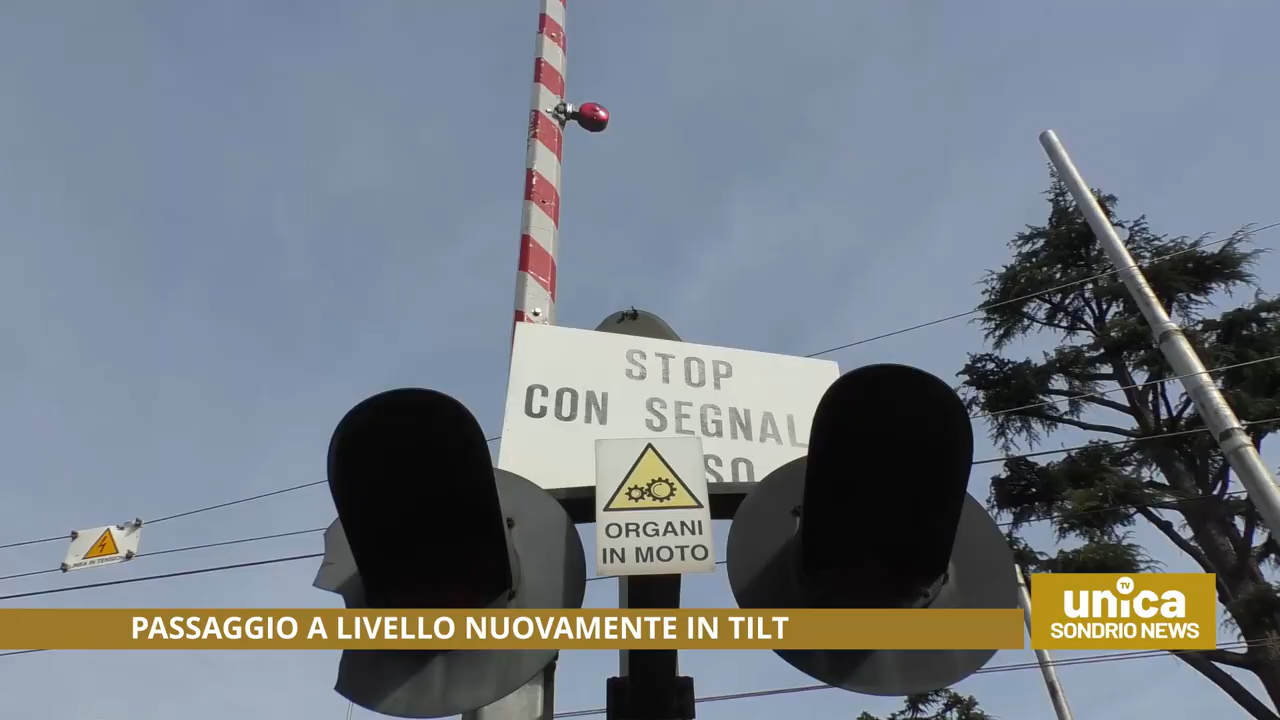 STOP
CON SEGNAL
SO
ORGANI
IN MOTO
PASSAGGIO A LIVELLO NUOVAMENTE IN TILT
TV
unica
SONDRIO NEWS